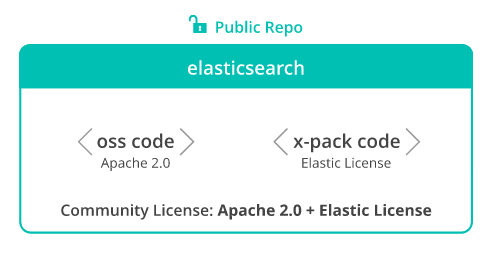 Public Repo
elasticsearch
oss code
Apache 2.0
x-pack code
Elastic License
Community License: Apache 2.0 + Elastic License